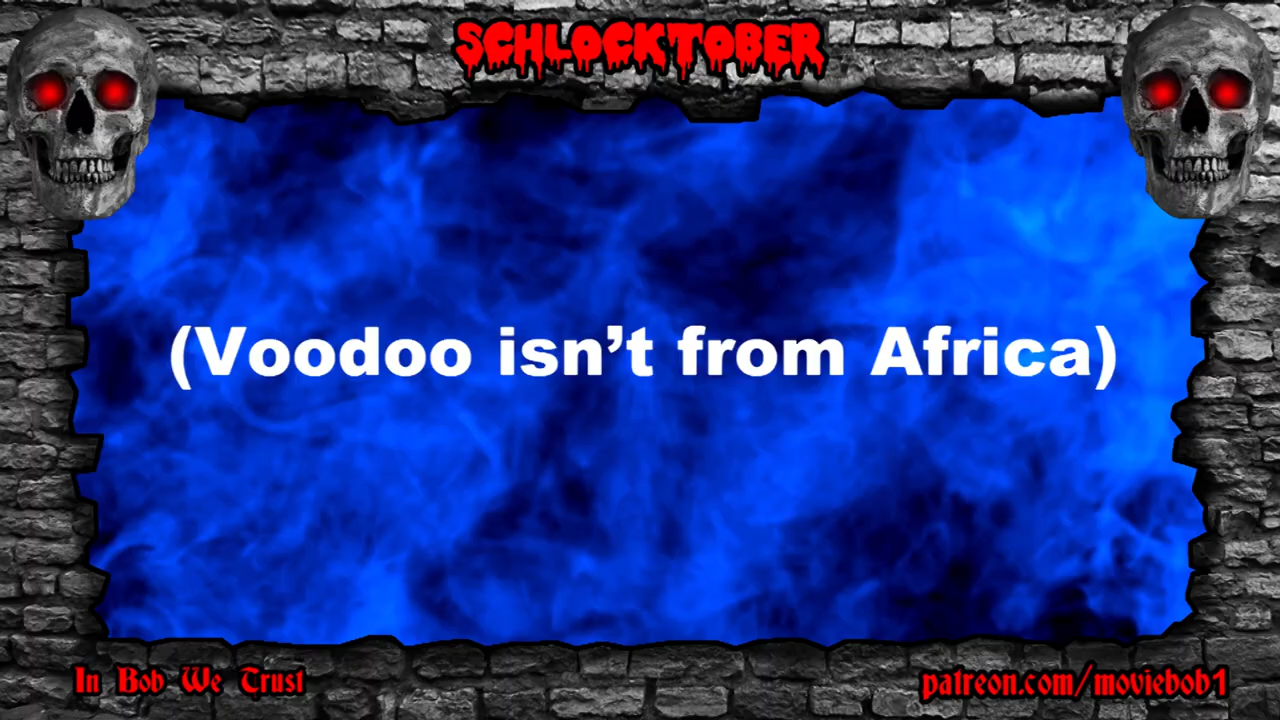 SCHLOCKTOBER
(Voodoo isn’t from Africa)
In Bob We Trust
patreon.com/moviebob1